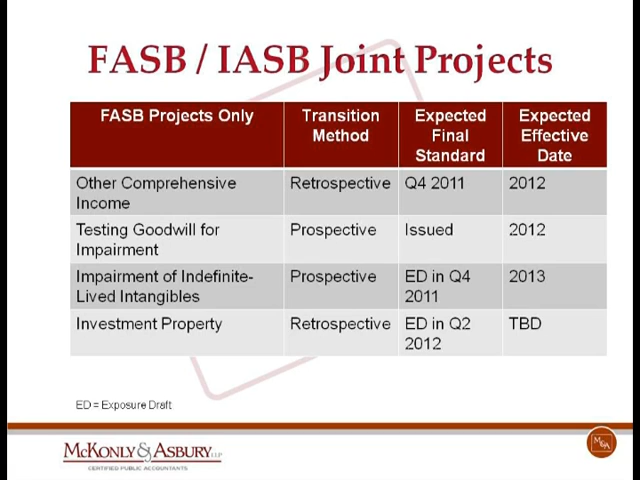 FASB / IASB Joint Projects
FASB Projects Only
Transition Method
Expected Final Standard
Expected Effective Date
Other Comprehensive Income
Retrospective
Q4 2011
2012
Testing Goodwill for Impairment
Prospective
Issued
2012
Impairment of Indefinite-Lived Intangibles
Prospective
ED in Q4 2011
2013
Investment Property
Retrospective
ED in Q2 2012
TBD
ED = Exposure Draft
McKonly & Asbury LLP
CERTIFIED PUBLIC ACCOUNTANTS
M&A